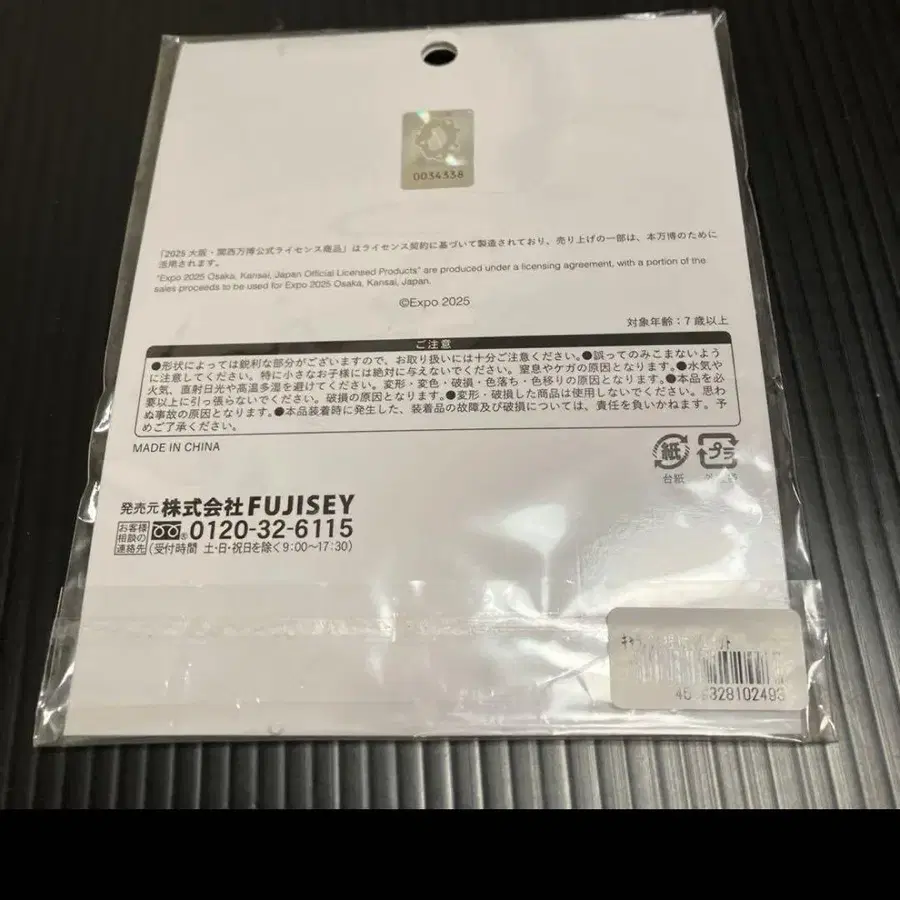 0034338
「2025 大阪・関西万博公式ライセンス商品」はライセンス契約に基づいて製造されており、売り上げの一部は、本万博のために
活用されます。
"Expo 2025 Osaka, Kansai, Japan Official Licensed Products" are produced under a licensing agreement, with a portion of the
sales proceeds to be used for Expo 2025 Osaka, Kansai, Japan.
©Expo 2025
対象年齢：7歳以上
ご注意
●形状によっては鋭利な部分がございますので、お取り扱いには十分ご注意ください。●誤ってのみこまないよう
に注意してください。特に小さなお子様には絶対に与えないでください。窒息やケガの原因となります。●水気や
火気、直射日光や高温多湿を避けてください。変形・変色・破損・色落ち・色移りの原因となります。●本品を必
要以上に引っ張らないでください。破損の原因となります。●変形・破損した商品は使用しないでください。思わ
ぬ事故の原因となります。●本品装着時に発生した、装着品の故障及び破損については、責任を負いかねます。予
めご了承ください。
MADE IN CHINA
紙
プラ
台紙
発売元 株式会社FUJISEY
お客様
相談の
連絡先
® 0120-32-6115
(受付時間 土・日・祝日を除く9:00〜17:30)
328102493